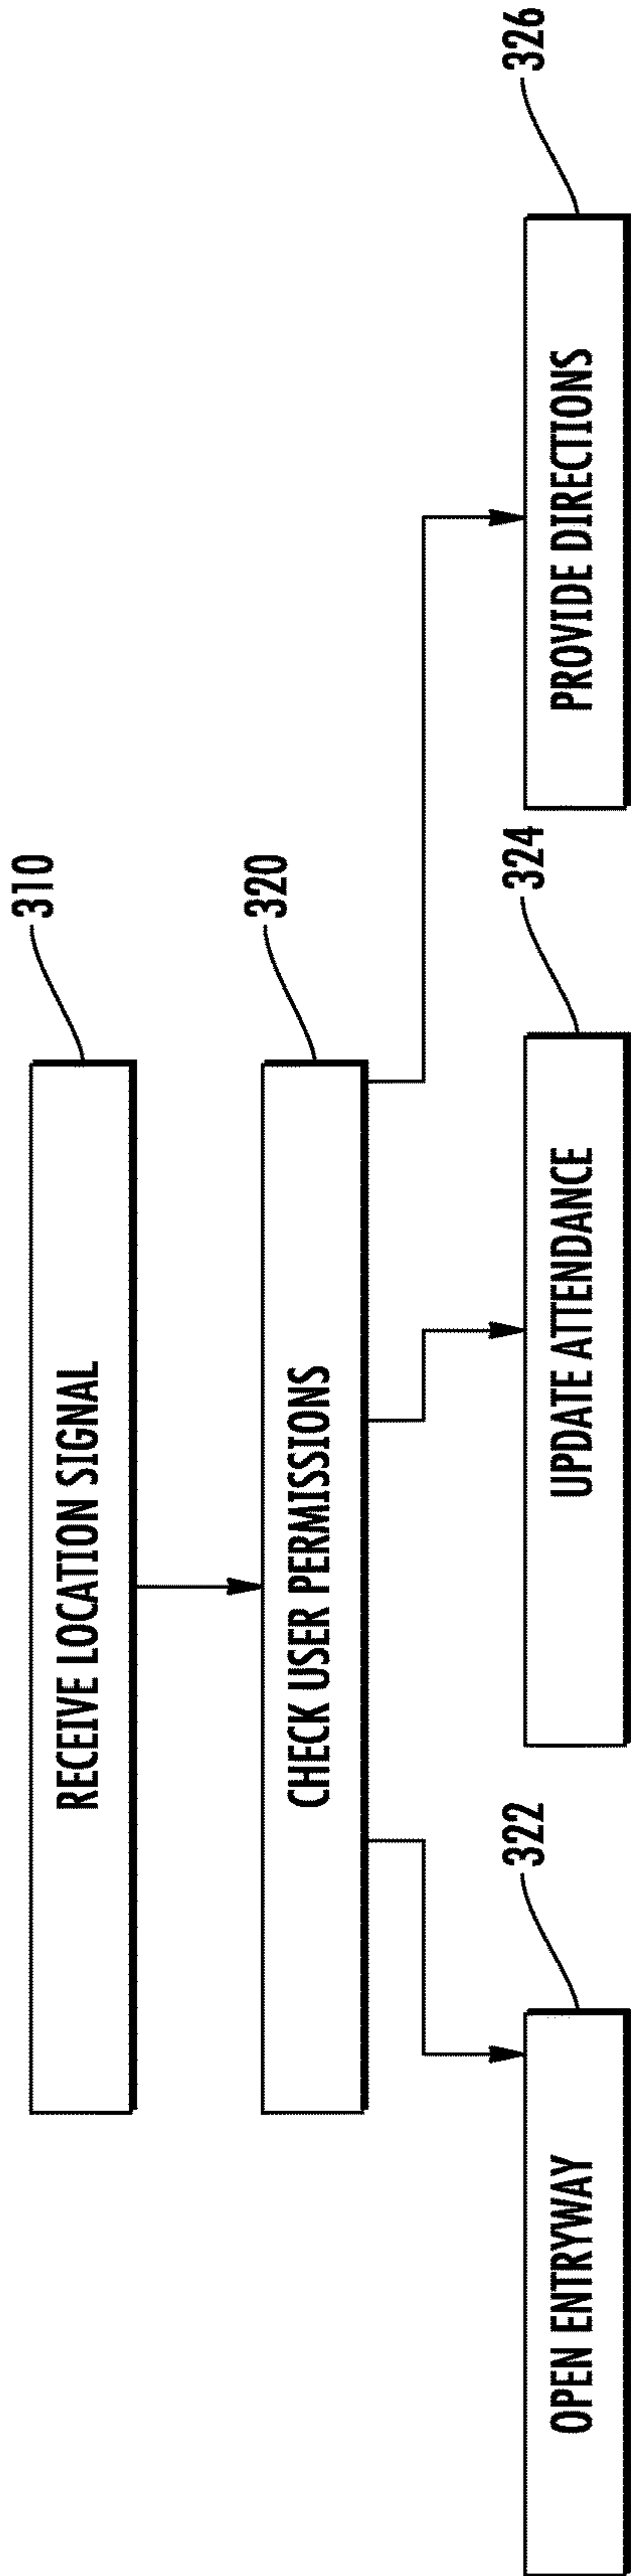 310
RECEIVE LOCATION SIGNAL
320
CHECK USER PERMISSIONS
322
OPEN ENTRYWAY
324
UPDATE ATTENDANCE
326
PROVIDE DIRECTIONS